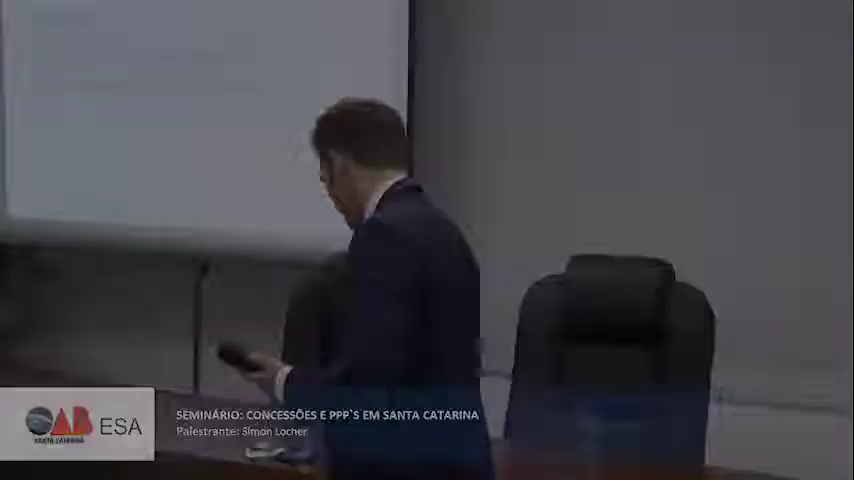 OAB
SANTA CATARINA
ESA
SEMINÁRIO: CONCESSÕES E PPP`S EM SANTA CATARINA
Palestrante: Simon Locher